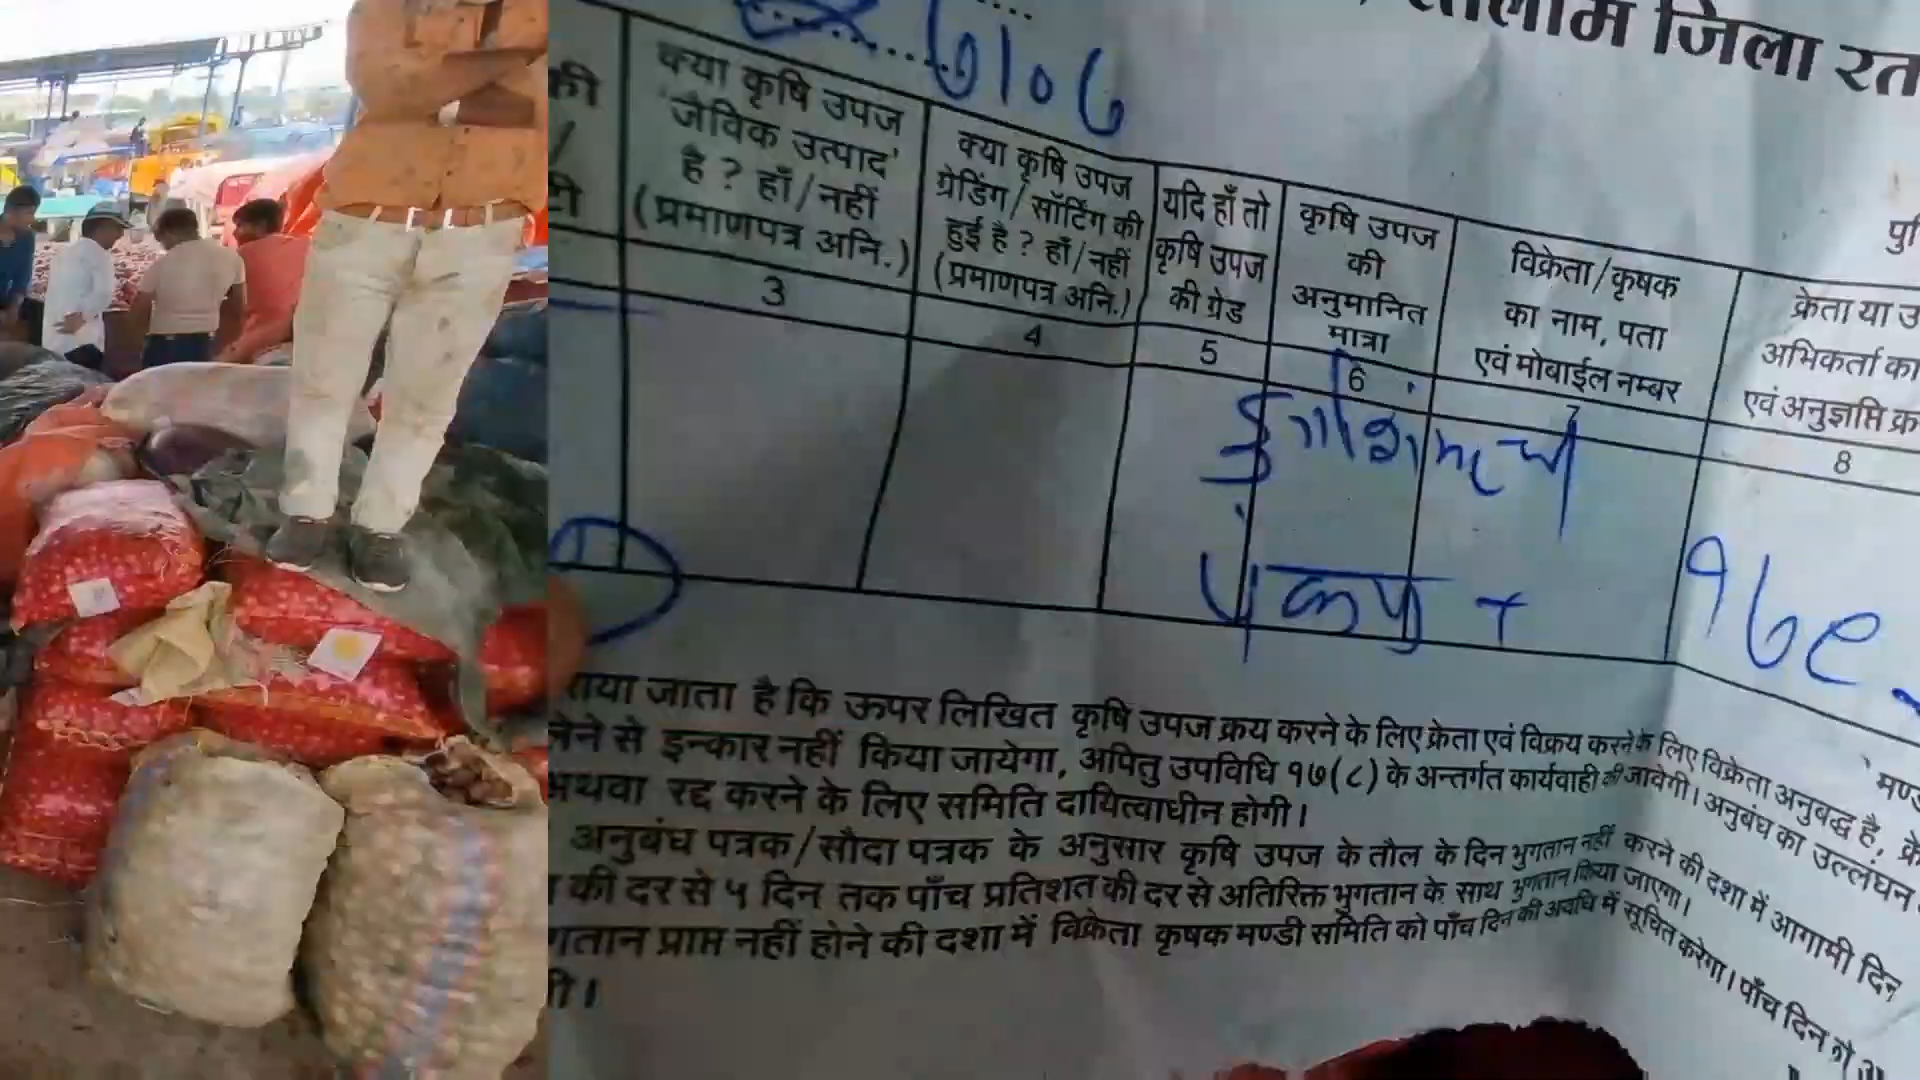 जिला
की
क्या कृषि उपज
'जैविक उत्पाद'
है ? हाँ/नहीं
(प्रमाणपत्र अनि.)
3
क्या कृषि उपज
ग्रेडिंग/सॉर्टिंग की
हुई है ? हाँ/नहीं
(प्रमाणपत्र अनि.)
4
यदि हाँ तो
कृषि उपज
की ग्रेड
5
कृषि उपज
की
अनुमानित
मात्रा
6
विक्रेता/कृषक
का नाम, पता
एवं मोबाईल नम्बर
क्रेता या
अभिकर्ता का
एवं अनुज्ञप्ति
8
जाता है कि ऊपर लिखित कृषि उपज क्रय करने के लिए क्रेता एवं विक्रय करने के लिए विक्रेता अनुबद्ध है,
से इन्कार नहीं किया जायेगा, अपितु उपविधि १७(८) के अन्तर्गत कार्यवाही की जावेगी। अनुबंध का उल्लंघन
अथवा रद्द करने के लिए समिति दायित्वाधीन होगी।
अनुबंध पत्रक/सौदा पत्रक के अनुसार कृषि उपज के तौल के दिन भुगतान नहीं करने की दशा में आगामी दिन
की दर से ५ दिन तक पाँच प्रतिशत की दर से अतिरिक्त भुगतान के साथ भुगतान किया जाएगा।
प्राप्त नहीं होने की दशा में विक्रेता कृषक मण्डी समिति को पाँच दिन की अवधि में सूचित करेगा। पाँच दिन